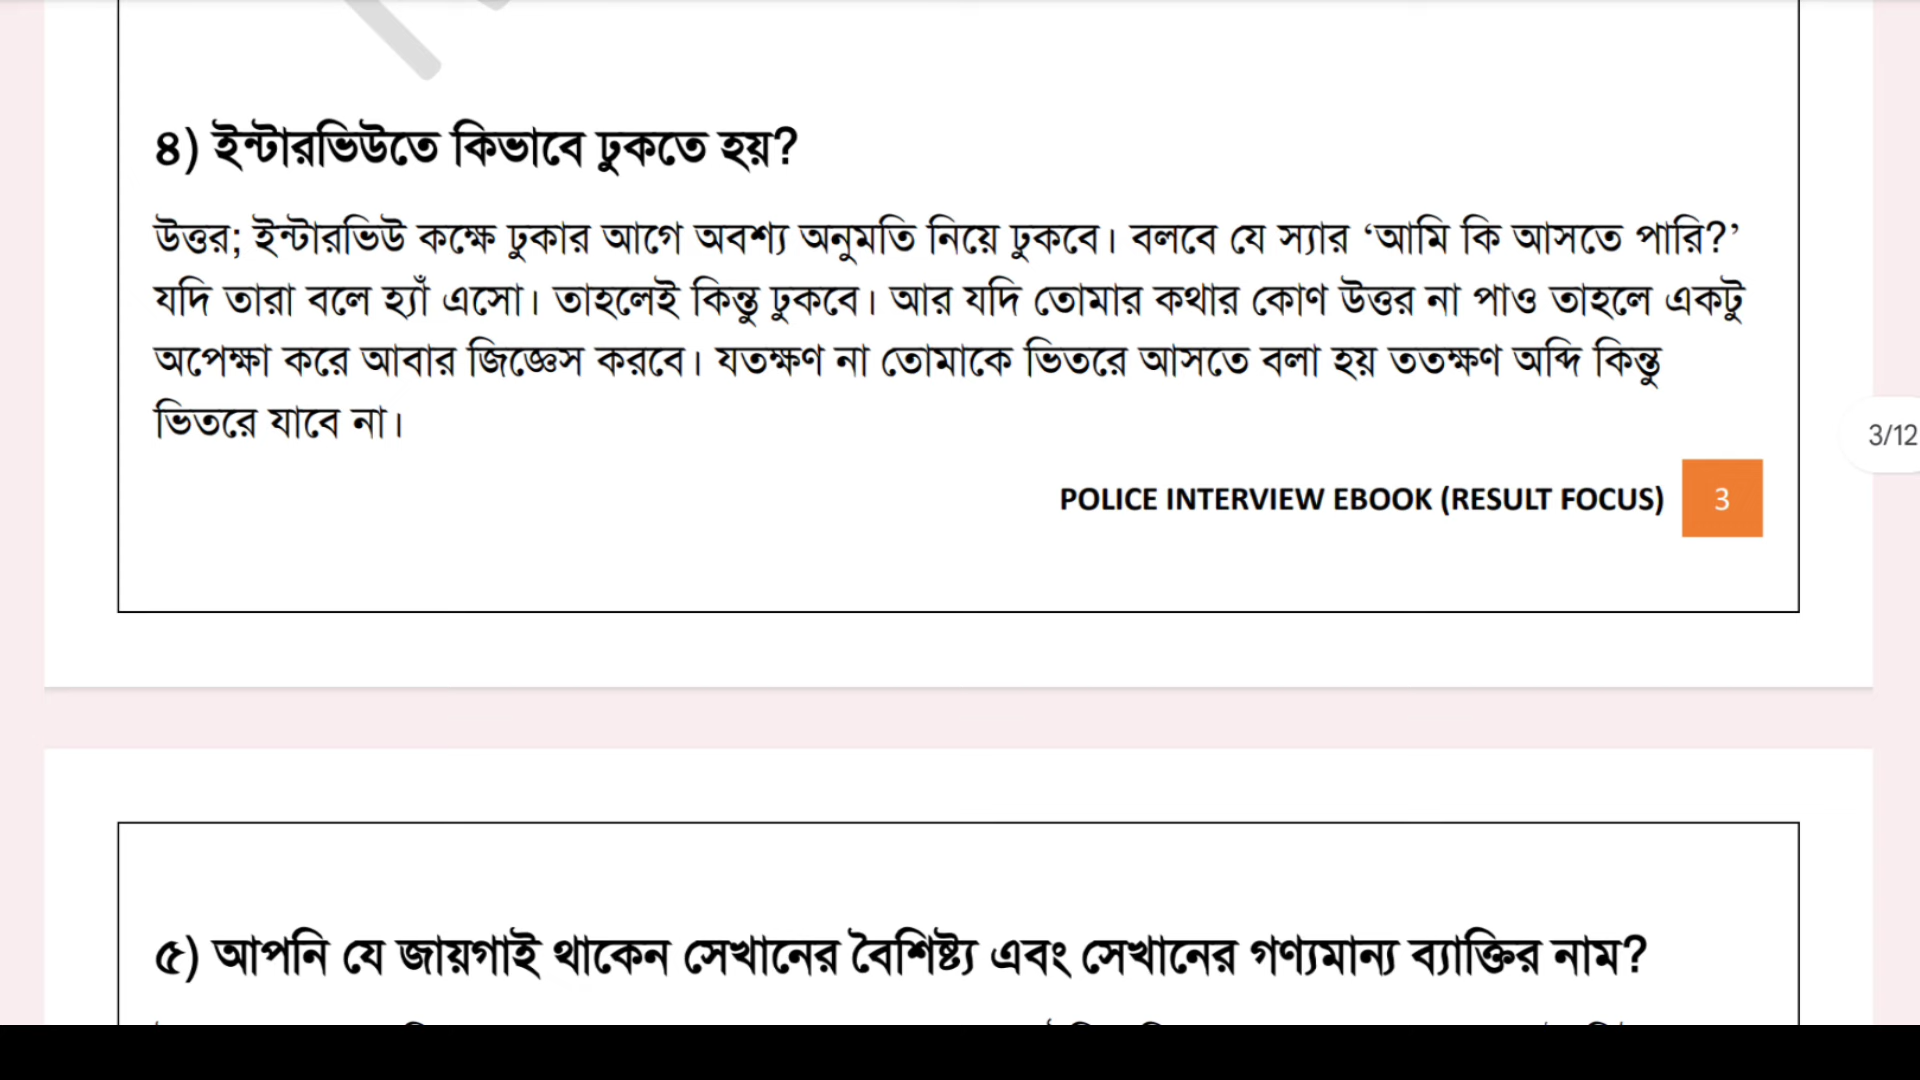 ৪) ইন্টারভিউতে কিভাবে ঢুকতে হয়?
উত্তর; ইন্টারভিউ কক্ষে ঢুকার আগে অবশ্য অনুমতি নিয়ে ঢুকবে। বলবে যে স্যার ‘আমি কি আসতে পারি?’
যদি তারা বলে হ্যাঁ এসো। তাহলেই কিন্তু ঢুকবে। আর যদি তোমার কথার কোণ উত্তর না পাও তাহলে একটু
অপেক্ষা করে আবার জিজ্ঞেস করবে। যতক্ষণ না তোমাকে ভিতরে আসতে বলা হয় ততক্ষণ অব্দি কিন্তু
ভিতরে যাবে না।
3/12
POLICE INTERVIEW EBOOK (RESULT FOCUS) 3
৫) আপনি যে জায়গাই থাকেন সেখানের বৈশিষ্ট্য এবং সেখানের গণ্যমান্য ব্যাক্তির নাম?